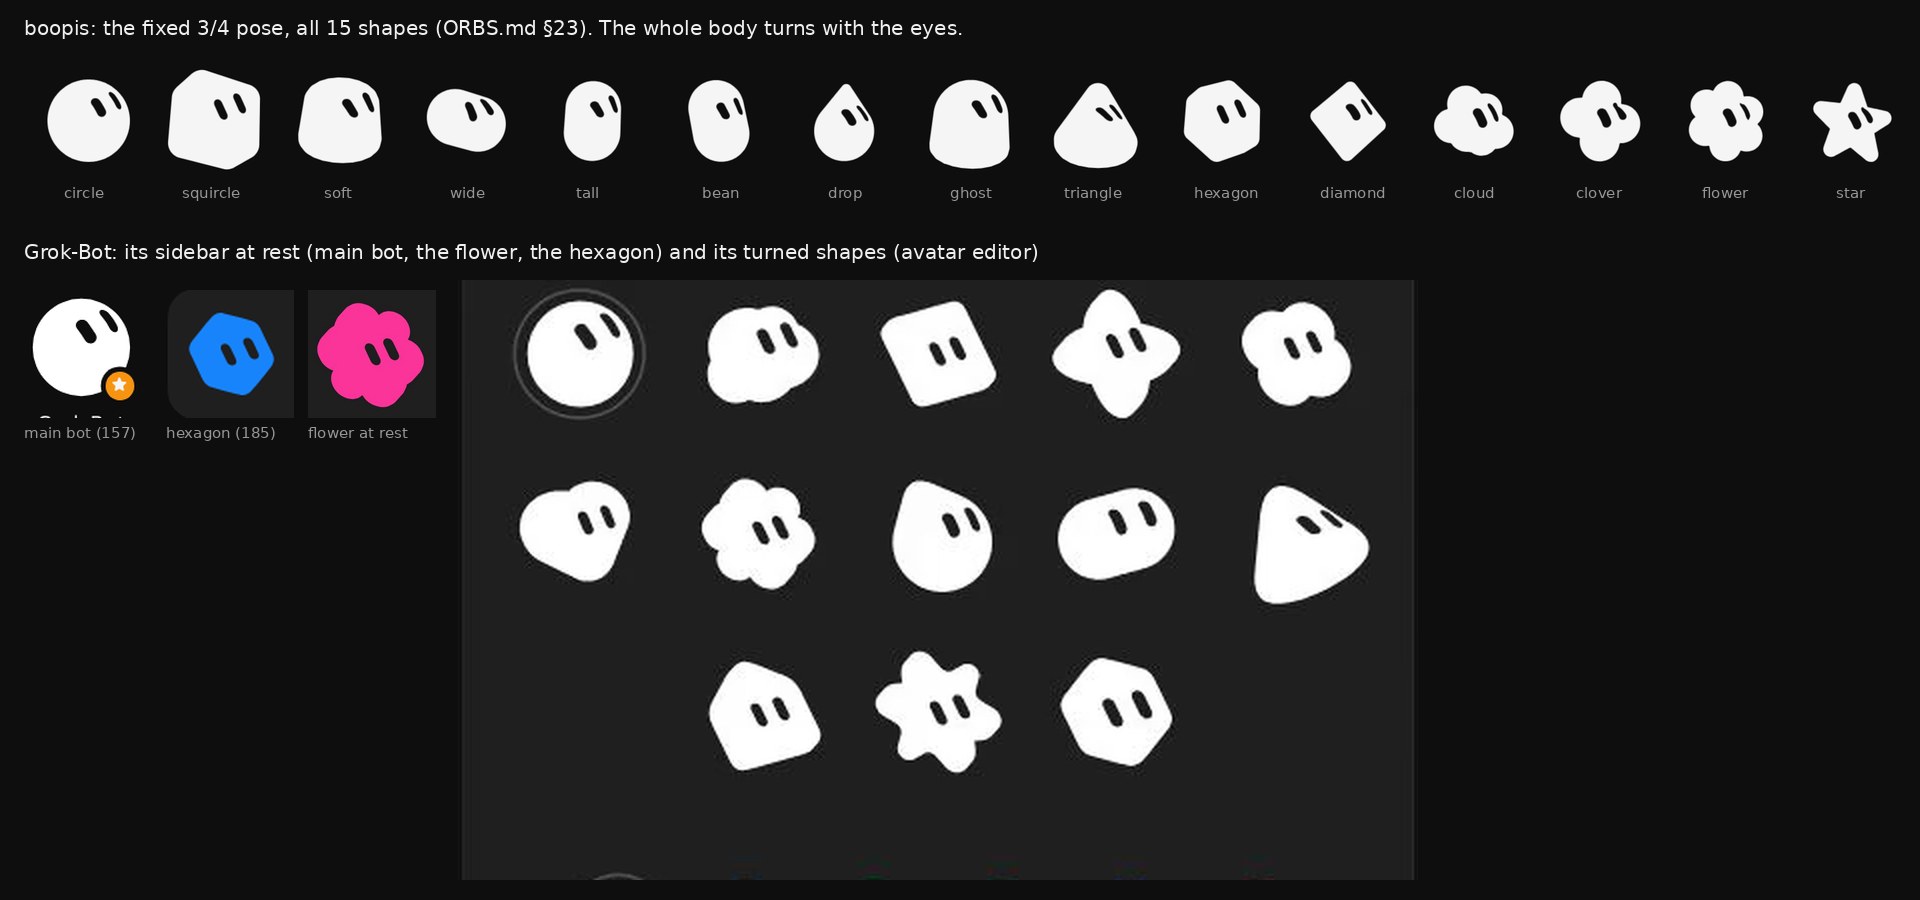 boopis: the fixed 3/4 pose, all 15 shapes (ORBS.md §23). The whole body turns with the eyes.
circle squircle soft wide tall bean drop ghost triangle hexagon diamond cloud clover flower star
Grok-Bot: its sidebar at rest (main bot, the flower, the hexagon) and its turned shapes (avatar editor)
main bot (157) hexagon (185) flower at rest